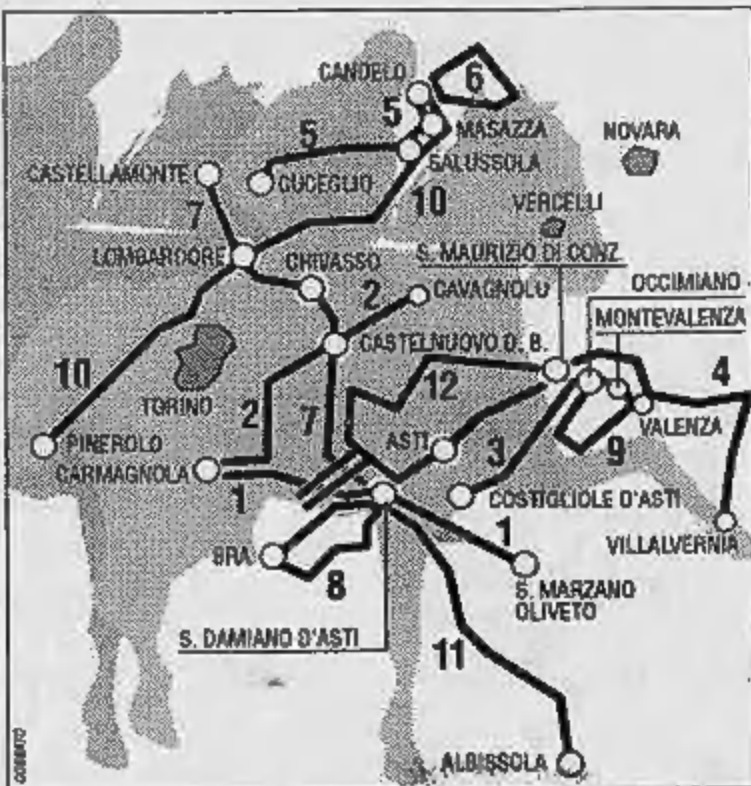 CANDELO
6
5
MASAZZA
NOVARA
5
SALUSSOLA
CASTELLAMONTE
CUCEGLIO
10
7
VERCELLI
LOMBARDORE
S. MAURIZIO DI CONZ.
CHIVASSO
OCCIMIANO
2
CAVAGNOLO
MONTEVALENZA
CASTELNUOVO D. B.
10
12
4
TORINO
2
7
VALENZA
ASTI
3
9
PINEROLO
CARMAGNOLA
1
COSTIGLIOLE D'ASTI
1
VILLALVERNIA
BRA
8
S. MARZANO
OLIVETO
S. DAMIANO D'ASTI
11
ALBISSOLA